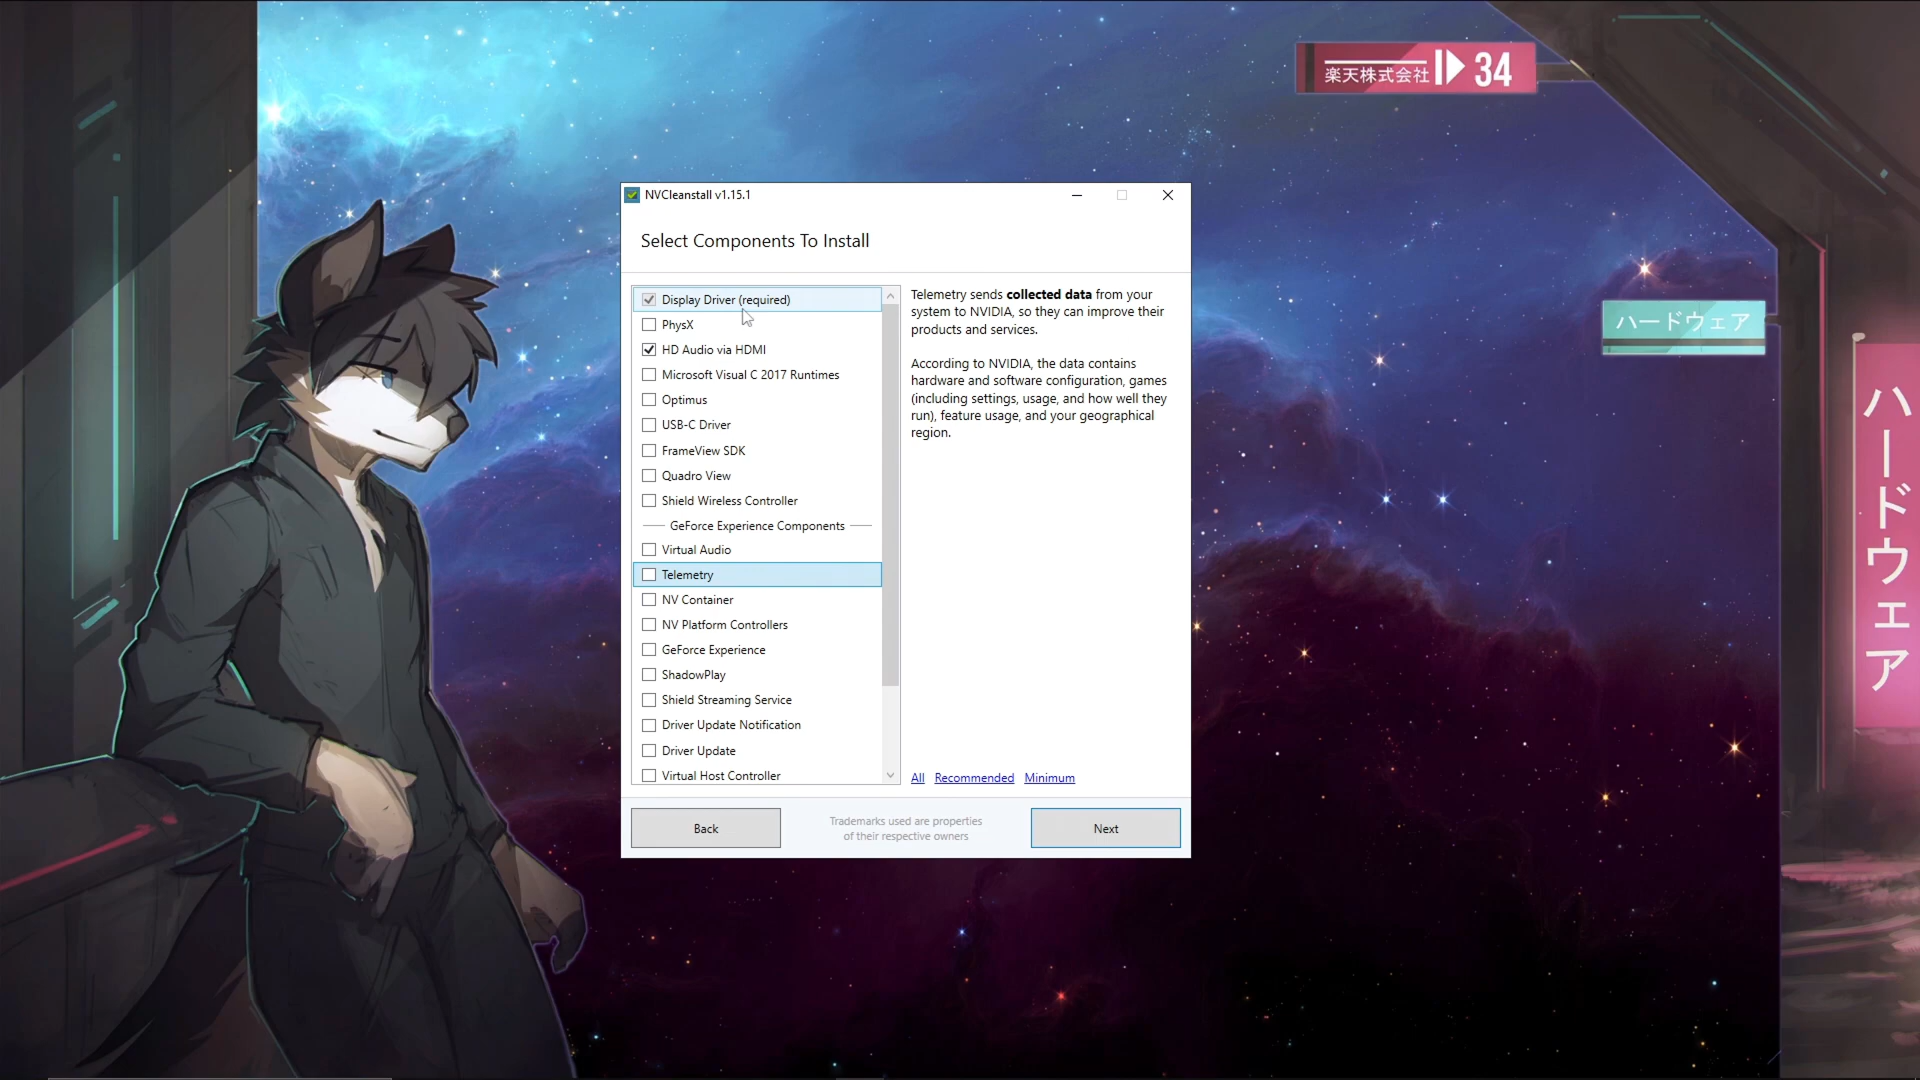 楽天株式会社 34
NVCleanstall v1.15.1
Select Components To Install
Display Driver (required)
PhysX
HD Audio via HDMI
Microsoft Visual C 2017 Runtimes
Optimus
USB-C Driver
FrameView SDK
Quadro View
Shield Wireless Controller
GeForce Experience Components
Virtual Audio
Telemetry
NV Container
NV Platform Controllers
GeForce Experience
ShadowPlay
Shield Streaming Service
Driver Update Notification
Driver Update
Virtual Host Controller
Telemetry sends collected data from your
system to NVIDIA, so they can improve their
products and services.
According to NVIDIA, the data contains
hardware and software configuration, games
(including settings, usage, and how well they
run), feature usage, and your geographical
region.
All Recommended Minimum
Back
Trademarks used are properties
of their respective owners
Next
ハードウェア
ハードウェア